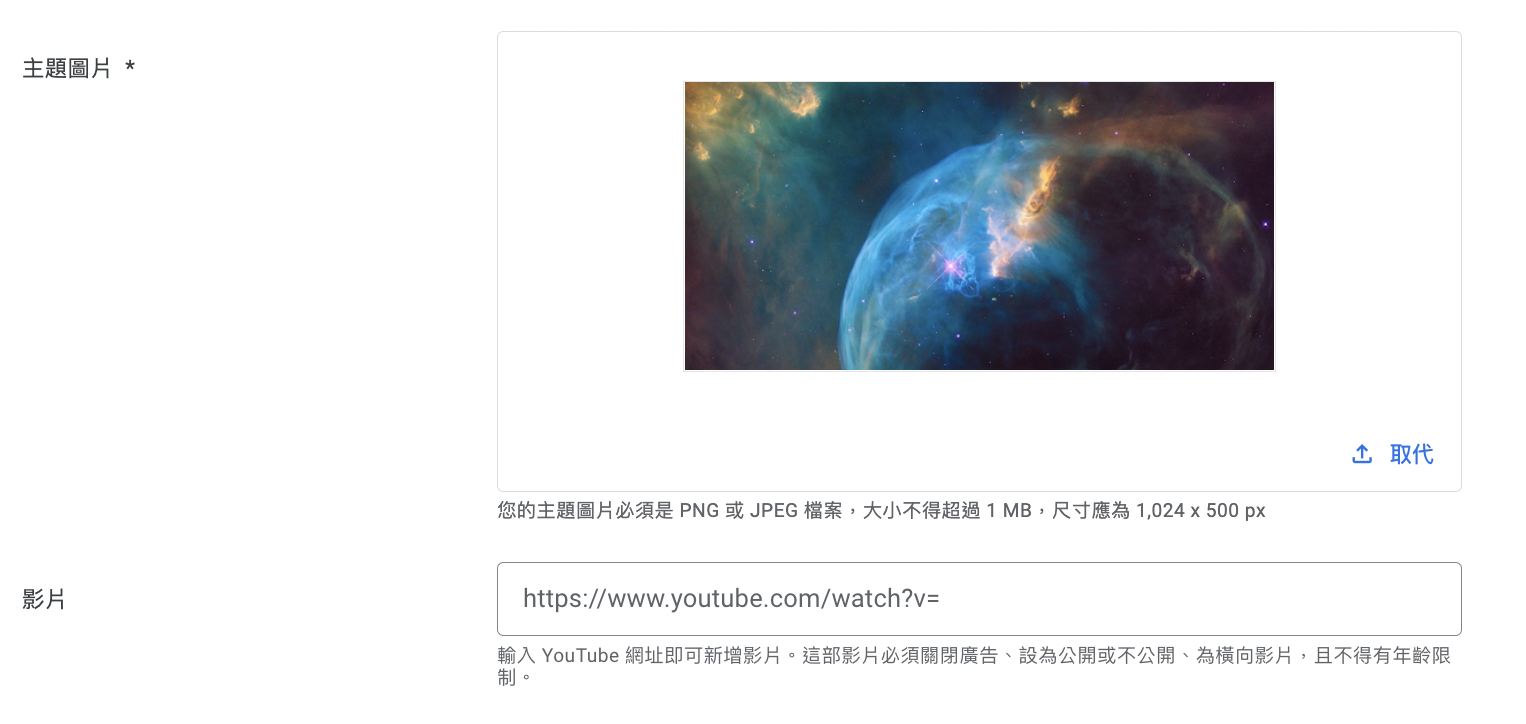 主題圖片 *
取代
您的主題圖片必須是 PNG 或 JPEG 檔案，大小不得超過 1 MB，尺寸應為 1,024 x 500 px
影片
https://www.youtube.com/watch?v=
輸入 YouTube 網址即可新增影片。這部影片必須關閉廣告、設為公開或不公開、為橫向影片，且不得有年齡限
制。